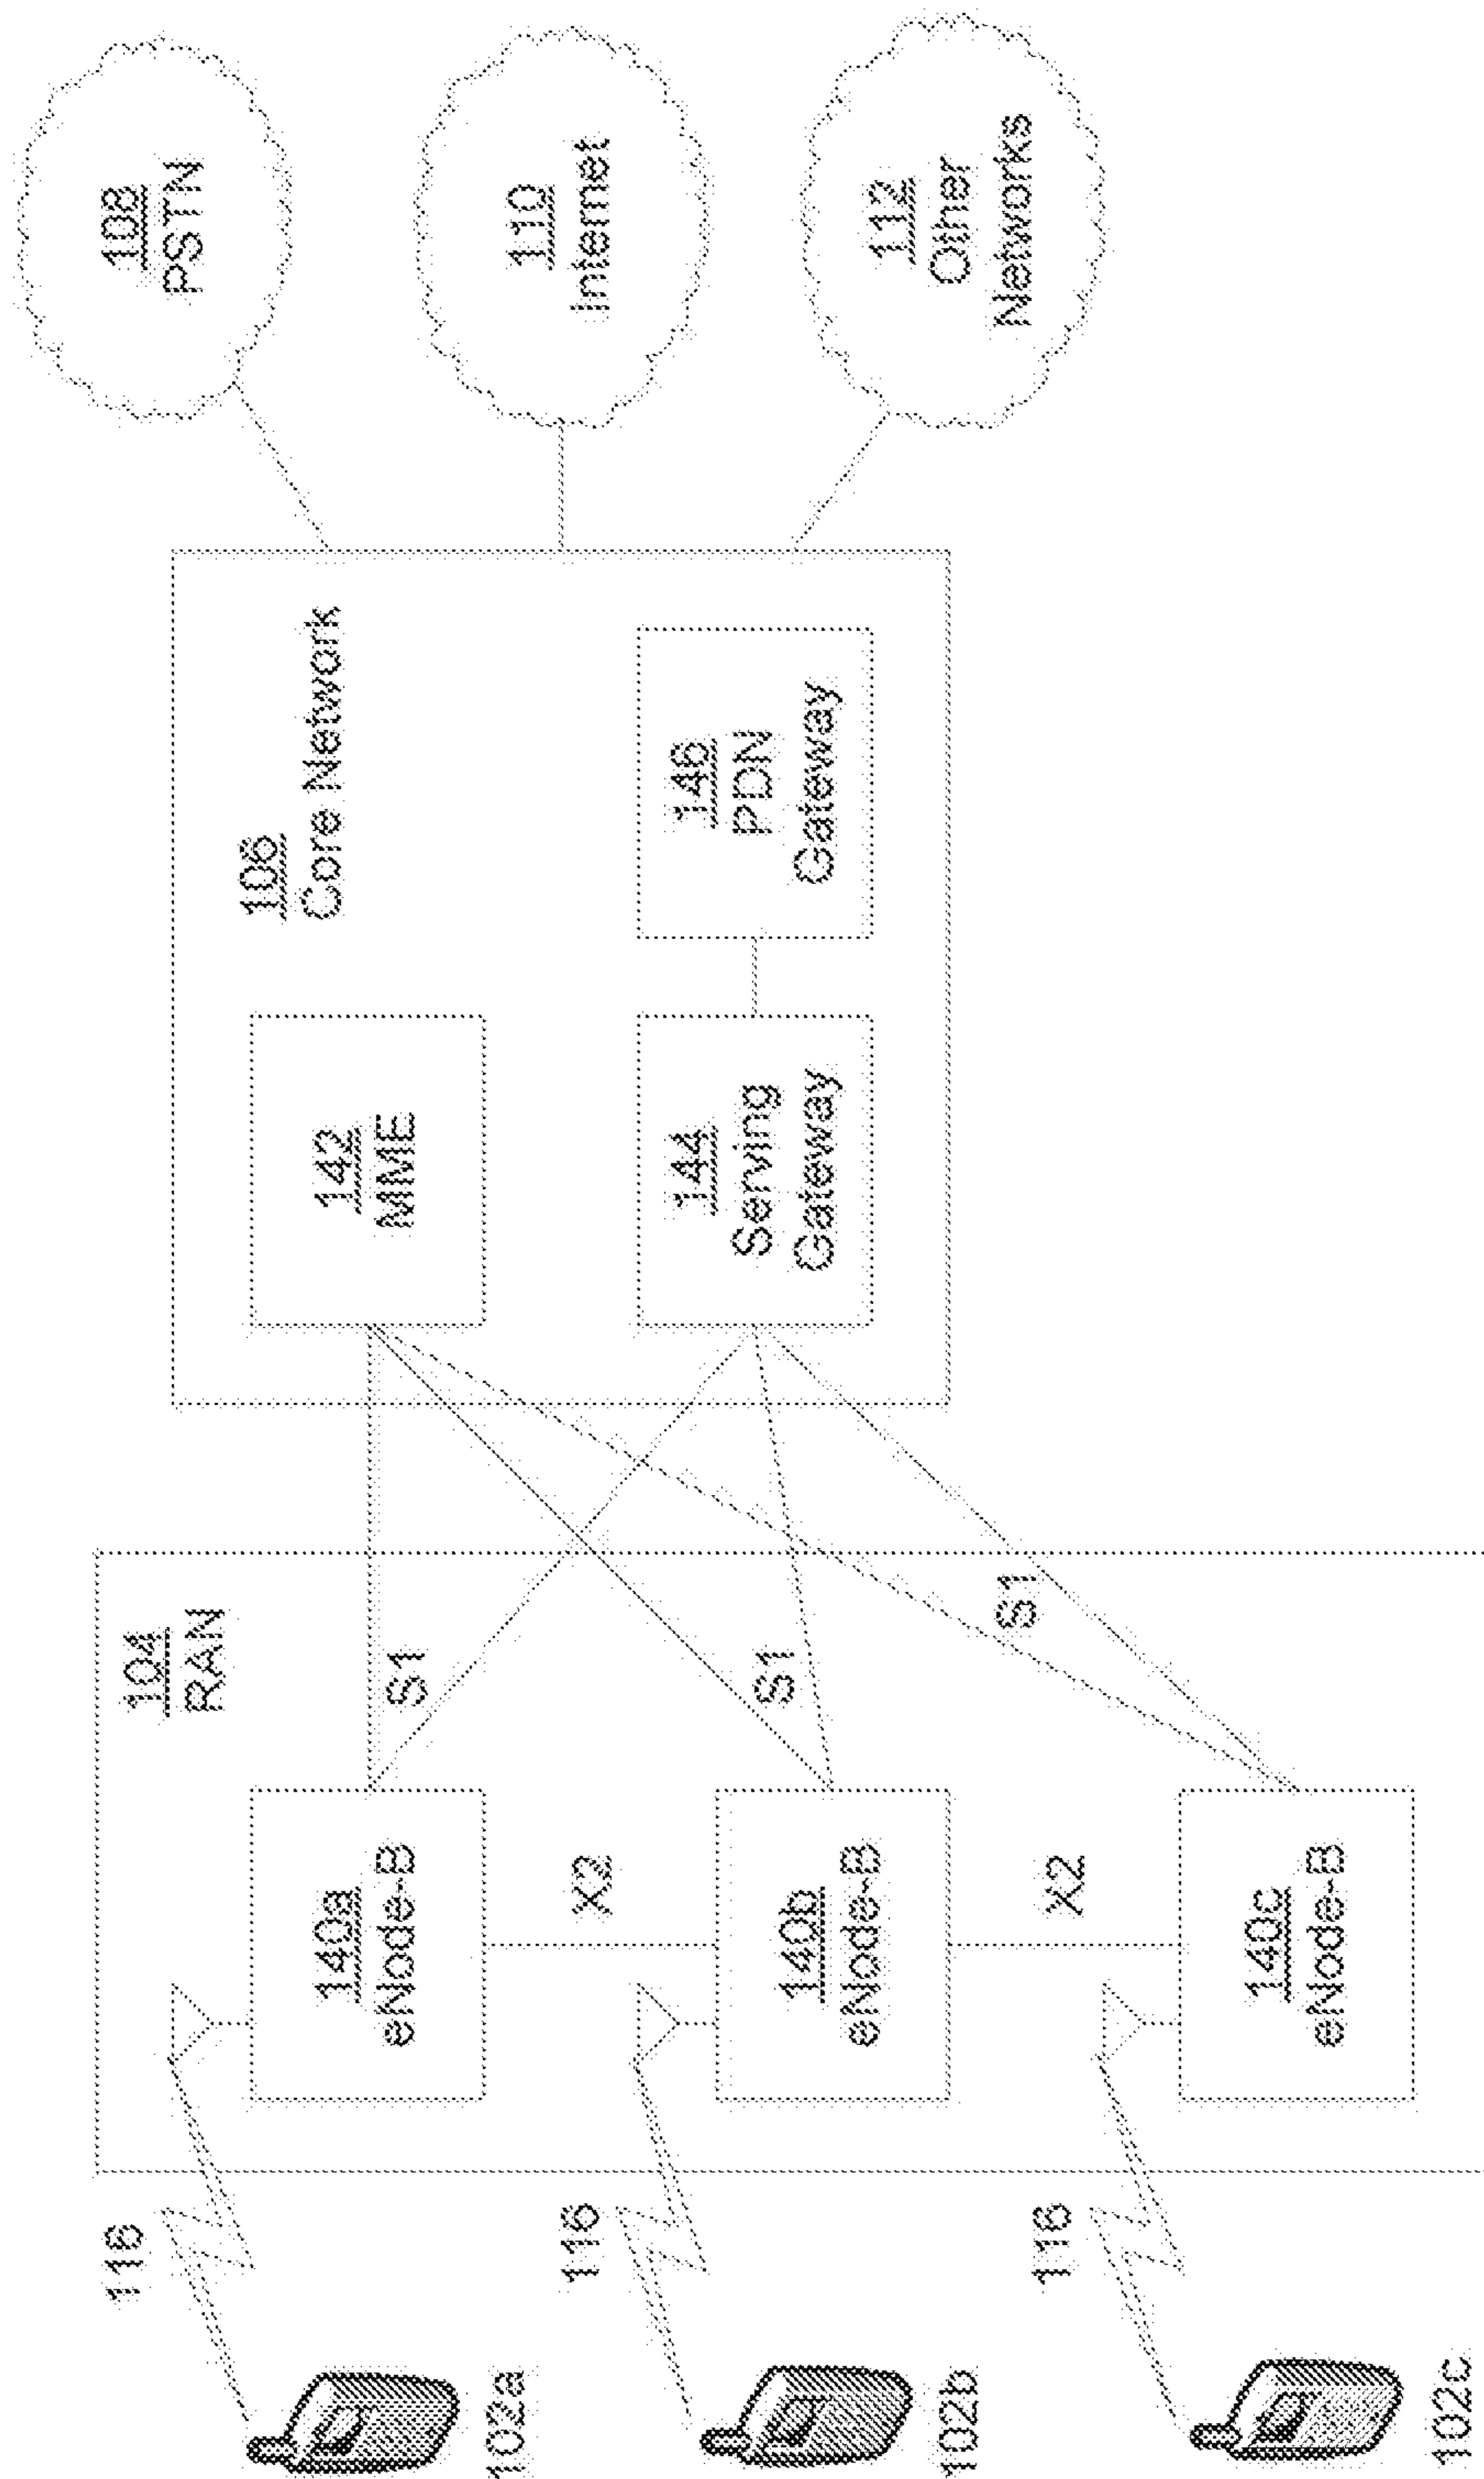 116
102a
116
102b
116
102c
104
RAN
140a
eNode-B
X2
140b
eNode-B
X2
140c
eNode-B
S1
S1
S1
106
Core Network
142
MME
144
Serving
Gateway
146
PDN
Gateway
108
PSTN
110
Internet
112
Other
Networks